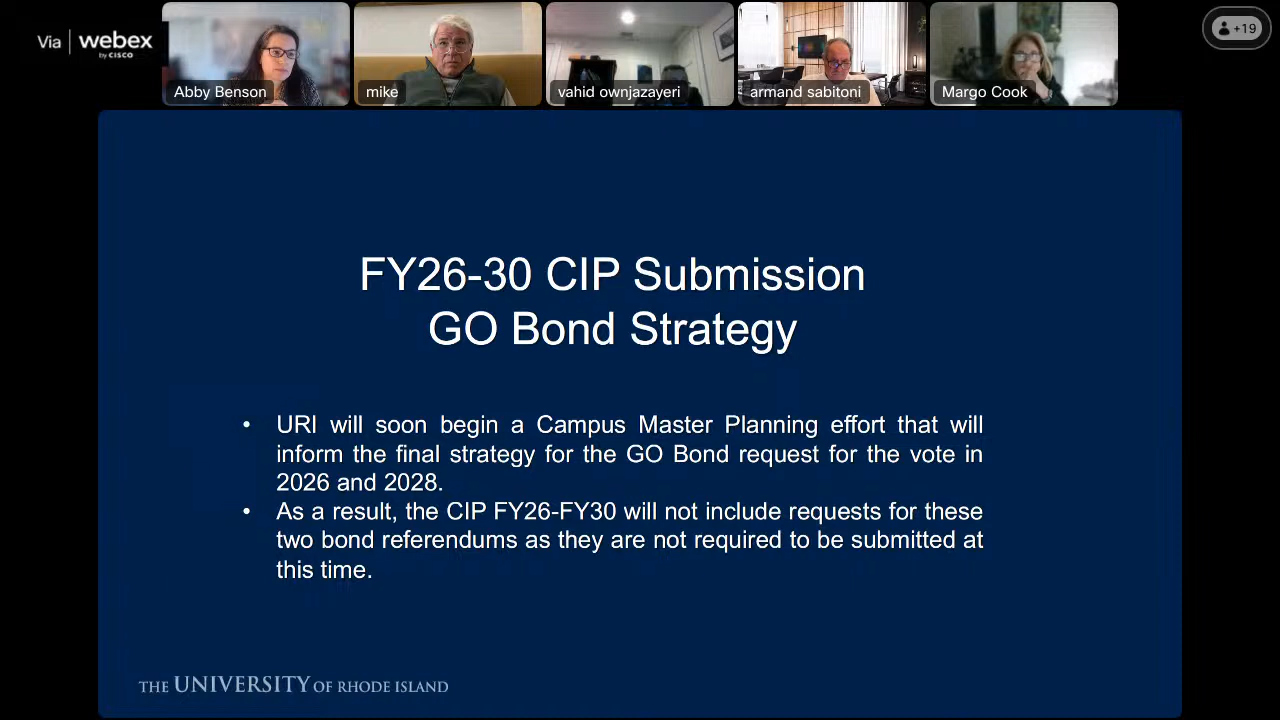 Via | webex
by CISCO
Abby Benson
mike
vahid ownjazayeri
armand sabitoni
Margo Cook
+19
FY26-30 CIP Submission
GO Bond Strategy
• URI will soon begin a Campus Master Planning effort that will
inform the final strategy for the GO Bond request for the vote in
2026 and 2028.
• As a result, the CIP FY26-FY30 will not include requests for these
two bond referendums as they are not required to be submitted at
this time.
THE UNIVERSITY OF RHODE ISLAND